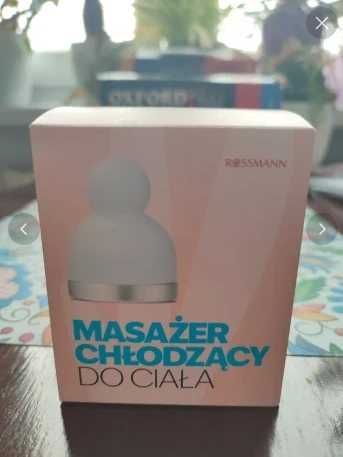 OXFORD
ROSSMANN
MASAŻER
CHŁODZĄCY
DO CIAŁA